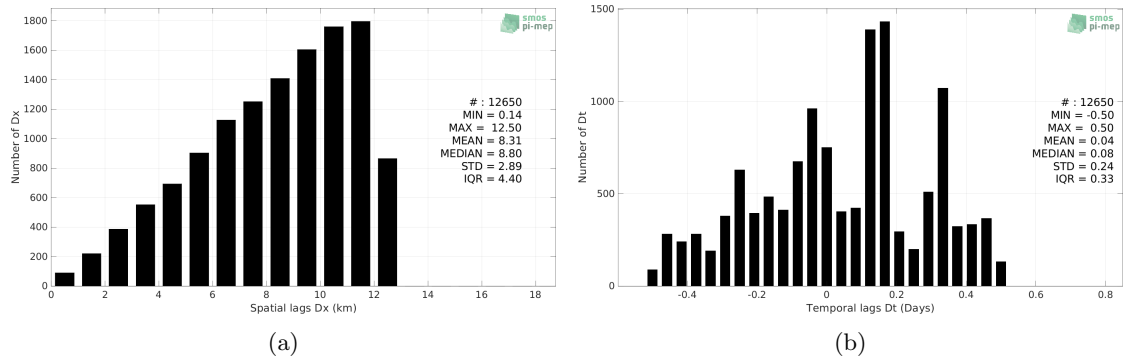 1800
1600
1400
1200
1000
800
600
400
200
0
Number of Dx
smos
pi-mep
# : 12650
MIN = 0.14
MAX = 12.50
MEAN = 8.31
MEDIAN = 8.80
STD = 2.89
IQR = 4.40
0 2 4 6 8 10 12 14 16 18
Spatial lags Dx (km)
(a)
1500
1000
500
0
Number of Dt
smos
pi-mep
# : 12650
MIN = -0.50
MAX = 0.50
MEAN = 0.04
MEDIAN = 0.08
STD = 0.24
IQR = 0.33
-0.4 -0.2 0 0.2 0.4 0.6 0.8
Temporal lags Dt (Days)
(b)